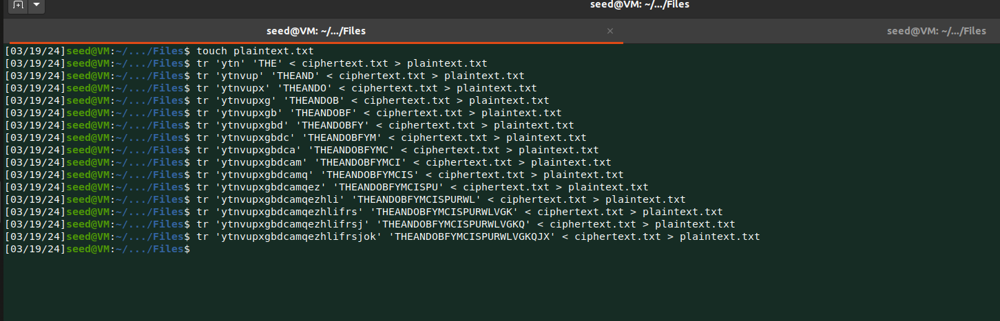 seed@VM: ~/.../Files
seed@VM: ~/.../Files × seed@VM: ~/.../Files
[03/19/24]seed@VM:~/.../Files$ touch plaintext.txt
[03/19/24]seed@VM:~/.../Files$ tr 'ytn' 'THE' < ciphertext.txt > plaintext.txt
[03/19/24]seed@VM:~/.../Files$ tr 'ytnvup' 'THEAND' < ciphertext.txt > plaintext.txt
[03/19/24]seed@VM:~/.../Files$ tr 'ytnvupx' 'THEANDO' < ciphertext.txt > plaintext.txt
[03/19/24]seed@VM:~/.../Files$ tr 'ytnvupxg' 'THEANDOB' < ciphertext.txt > plaintext.txt
[03/19/24]seed@VM:~/.../Files$ tr 'ytnvupxgb' 'THEANDOBF' < ciphertext.txt > plaintext.txt
[03/19/24]seed@VM:~/.../Files$ tr 'ytnvupxgbd' 'THEANDOBFY' < ciphertext.txt > plaintext.txt
[03/19/24]seed@VM:~/.../Files$ tr 'ytnvupxgbdc' 'THEANDOBFYM' < ciphertext.txt > plaintext.txt
[03/19/24]seed@VM:~/.../Files$ tr 'ytnvupxgbdca' 'THEANDOBFYMC' < ciphertext.txt > plaintext.txt
[03/19/24]seed@VM:~/.../Files$ tr 'ytnvupxgbdcam' 'THEANDOBFYMCI' < ciphertext.txt > plaintext.txt
[03/19/24]seed@VM:~/.../Files$ tr 'ytnvupxgbdcamq' 'THEANDOBFYMCIS' < ciphertext.txt > plaintext.txt
[03/19/24]seed@VM:~/.../Files$ tr 'ytnvupxgbdcamqez' 'THEANDOBFYMCISPU' < ciphertext.txt > plaintext.txt
[03/19/24]seed@VM:~/.../Files$ tr 'ytnvupxgbdcamqezhli' 'THEANDOBFYMCISPURWL' < ciphertext.txt > plaintext.txt
[03/19/24]seed@VM:~/.../Files$ tr 'ytnvupxgbdcamqezhlifrs' 'THEANDOBFYMCISPURWLVGK' < ciphertext.txt > plaintext.txt
[03/19/24]seed@VM:~/.../Files$ tr 'ytnvupxgbdcamqezhlifrsj' 'THEANDOBFYMCISPURWLVGKQ' < ciphertext.txt > plaintext.txt
[03/19/24]seed@VM:~/.../Files$ tr 'ytnvupxgbdcamqezhlifrsjok' 'THEANDOBFYMCISPURWLVGKQJX' < ciphertext.txt > plaintext.txt
[03/19/24]seed@VM:~/.../Files$